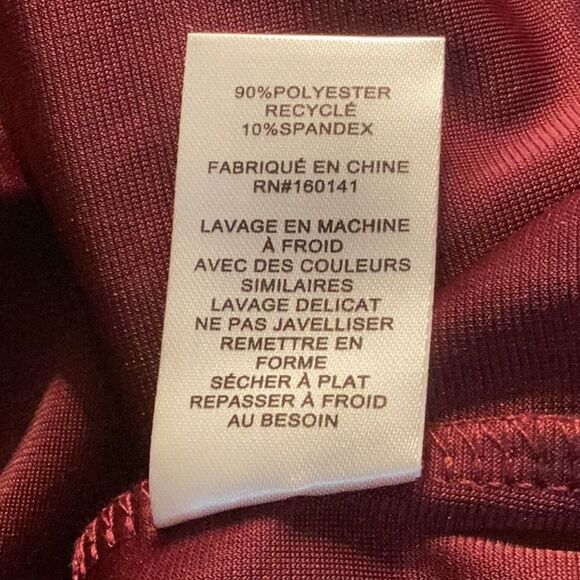 90%POLYESTER
RECYCLÉ
10%SPANDEX
FABRIQUÉ EN CHINE
RN#160141
LAVAGE EN MACHINE
À FROID
AVEC DES COULEURS
SIMILAIRES
LAVAGE DELICAT
NE PAS JAVELLISER
REMETTRE EN
FORME
SÉCHER À PLAT
REPASSER À FROID
AU BESOIN